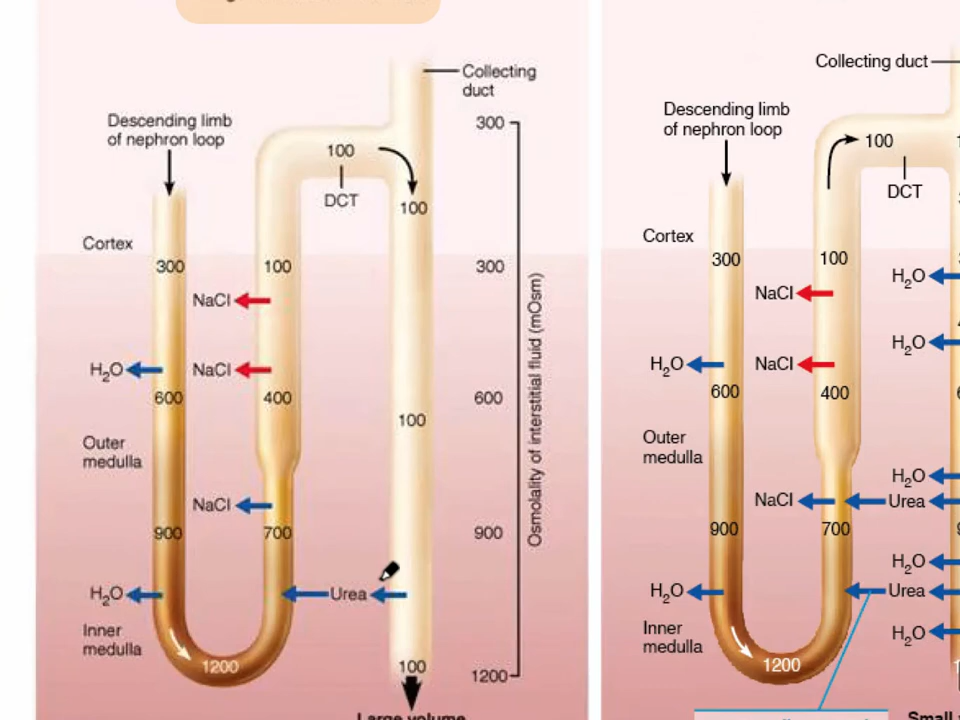 Collecting
duct
Descending limb
of nephron loop
300
100
DCT
100
Cortex
300
100
300
NaCl
H₂O
NaCl
600
400
600
100
Outer
medulla
NaCl
900
700
900
Osmolality of interstitial fluid (mOsm)
H₂O
Urea
Inner
medulla
1200
100
1200
Large volume
Collecting duct
Descending limb
of nephron loop
100
DCT
Cortex
300
100
H₂O
NaCl
H₂O
H₂O
NaCl
600
400
Outer
medulla
H₂O
NaCl
Urea
900
700
H₂O
H₂O
Urea
Inner
medulla
H₂O
1200
Small